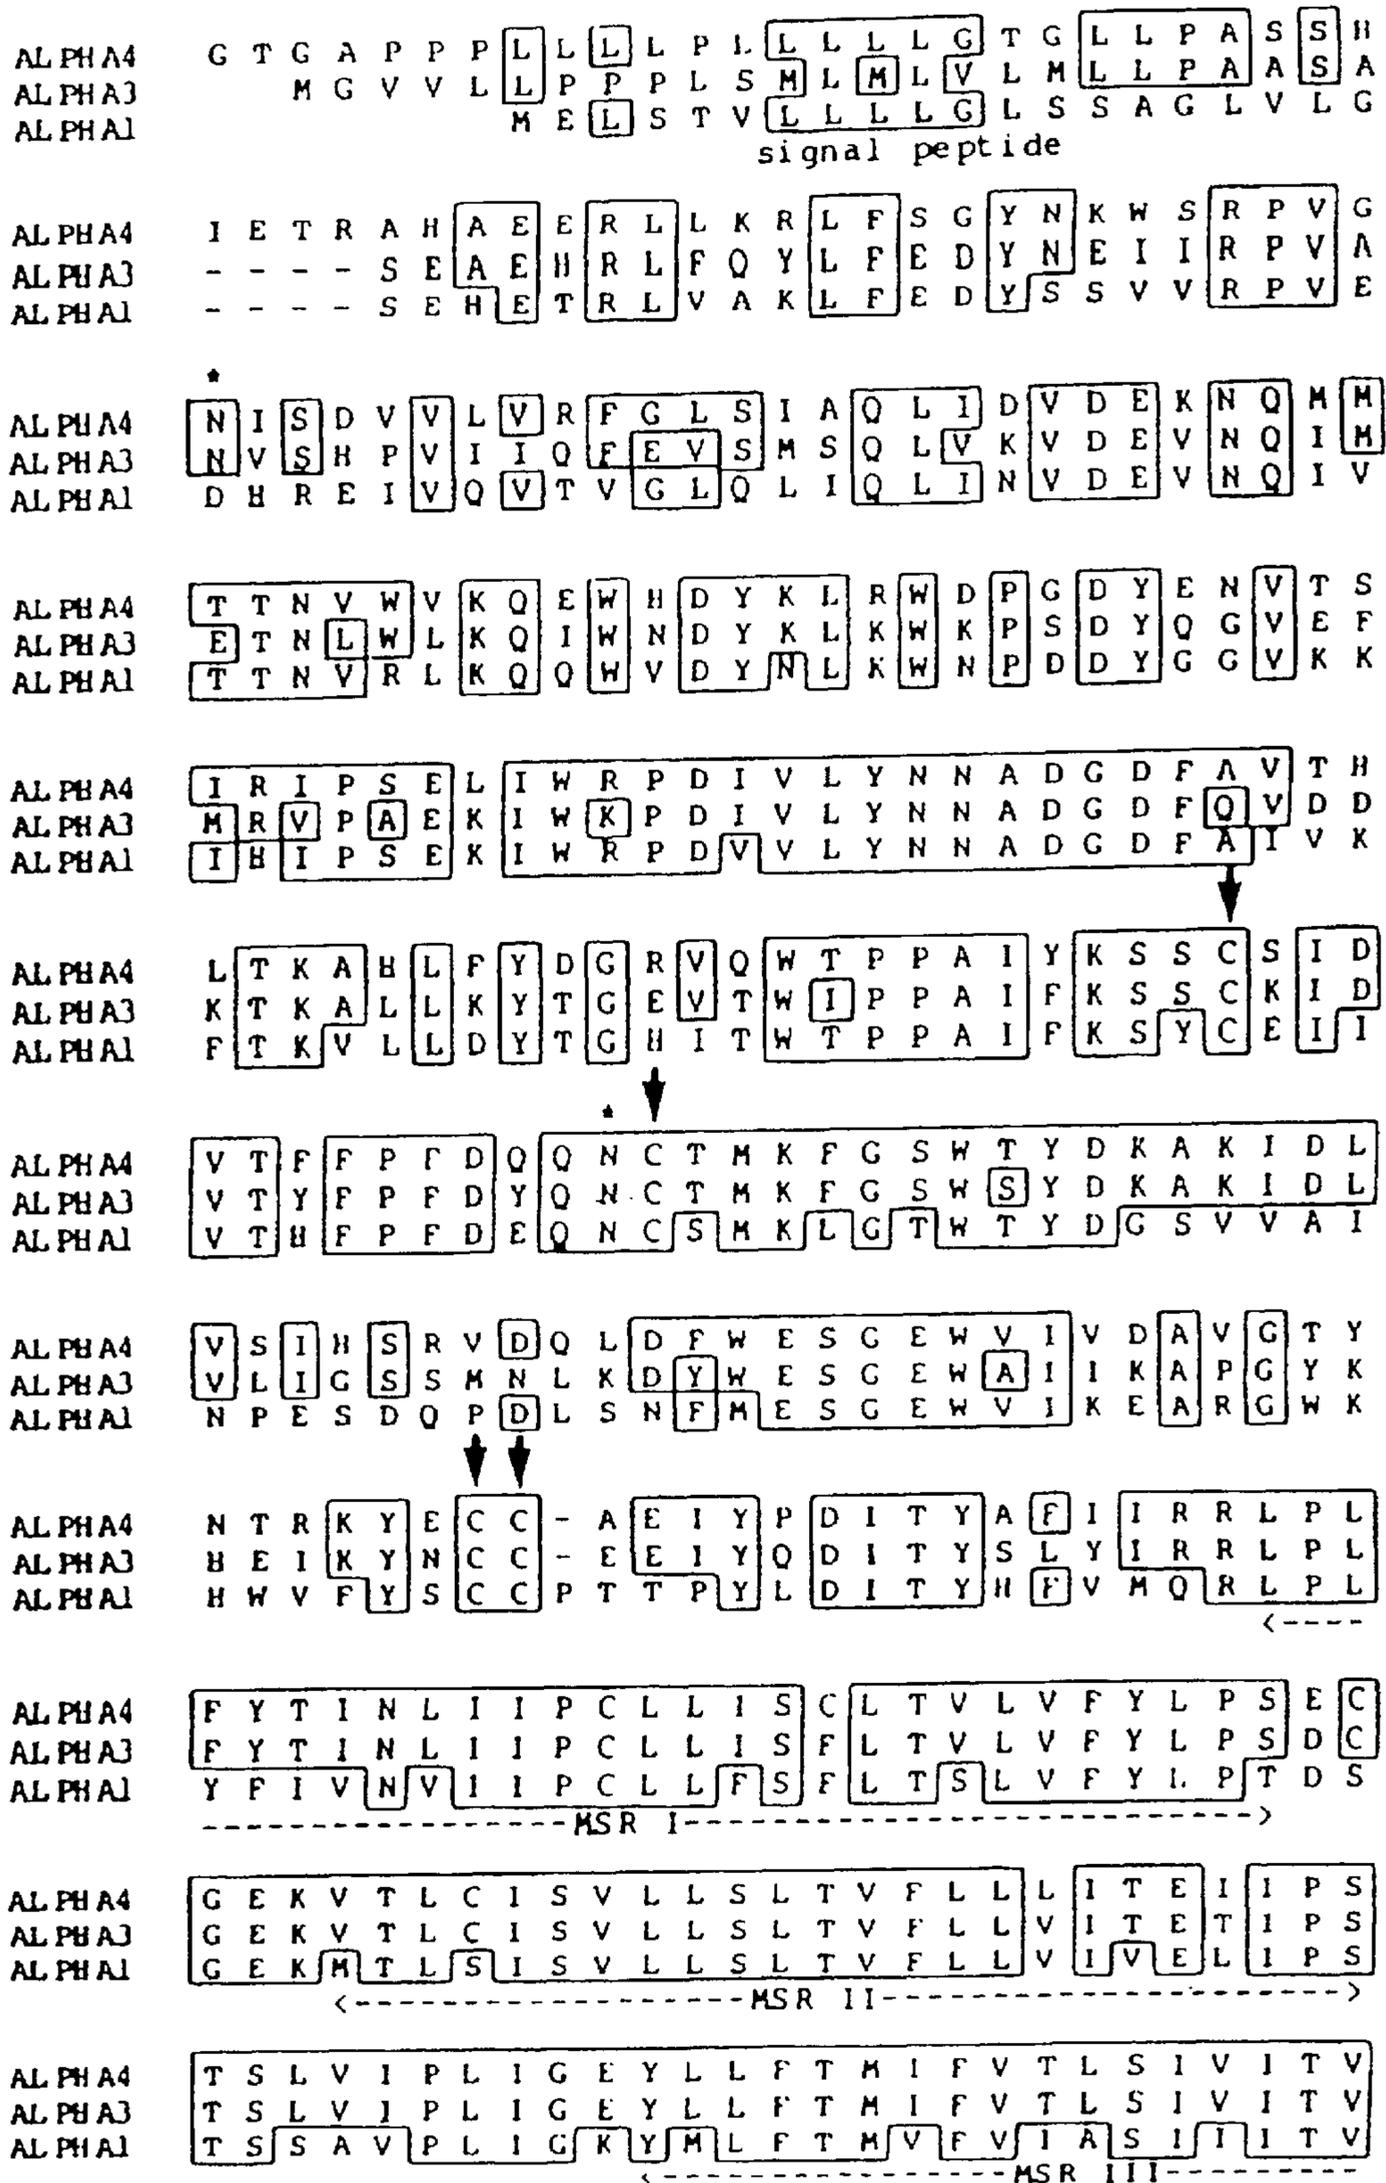 ALPHA4 G T G A P P P L L L L P L L L L L G T G L L P A S S H
ALPHA3 M G V V L L P P P L S M L M L V L M L L P A A S A
ALPHA1 M E L S T V L L L L G L S S A G L V L G
signal peptide
ALPHA4 I E T R A H A E E R L L K R L F S G Y N K W S R P V G
ALPHA3 - - - - S E A E H R L F Q Y L F E D Y N E I I R P V A
ALPHA1 - - - - S E H E T R L V A K L F E D Y S S V V R P V E
*
ALPHA4 N I S D V V L V R F G L S I A Q L I D V D E K N Q M M
ALPHA3 N V S H P V I I Q F E V S M S Q L V K V D E V N Q I M
ALPHA1 D H R E I V Q V T V G L Q L I Q L I N V D E V N Q I V
ALPHA4 T T N V W V K Q E W H D Y K L R W D P G D Y E N V T S
ALPHA3 E T N L W L K Q I W N D Y K L K W K P S D Y Q G V E F
ALPHA1 T T N V R L K Q Q W V D Y N L K W N P D D Y G G V K K
ALPHA4 I R I P S E L I W R P D I V L Y N N A D G D F A V T H
ALPHA3 M R V P A E K I W K P D I V L Y N N A D G D F Q V D D
ALPHA1 I H I P S E K I W R P D V V L Y N N A D G D F A I V K
ALPHA4 L T K A H L F Y D G R V Q W T P P A I Y K S S C S I D
ALPHA3 K T K A L L K Y T G E V T W I P P A I F K S S C K I D
ALPHA1 F T K V L L D Y T G H I T W T P P A I F K S Y C E I I
*
ALPHA4 V T F F P F D Q Q N C T M K F G S W T Y D K A K I D L
ALPHA3 V T Y F P F D Y Q N C T M K F G S W S Y D K A K I D L
ALPHA1 V T H F P F D E Q N C S M K L G T W T Y D G S V V A I
ALPHA4 V S I H S R V D Q L D F W E S G E W V I V D A V G T Y
ALPHA3 V L I G S S M N L K D Y W E S G E W A I I K A P G Y K
ALPHA1 N P E S D Q P D L S N F M E S G E W V I K E A R G W K
ALPHA4 N T R K Y E C C - A E I Y P D I T Y A F I I R R L P L
ALPHA3 H E I K Y N C C - E E I Y Q D I T Y S L Y I R R L P L
ALPHA1 H W V F Y S C C P T T P Y L D I T Y H F V M Q R L P L
<----
ALPHA4 F Y T I N L I I P C L L I S C L T V L V F Y L P S E C
ALPHA3 F Y T I N L I I P C L L I S F L T V L V F Y L P S D C
ALPHA1 Y F I V N V I I P C L L F S F L T S L V F Y L P T D S
----------------MSR I------------------------->
ALPHA4 G E K V T L C I S V L L S L T V F L L L I T E I I P S
ALPHA3 G E K V T L C I S V L L S L T V F L L V I T E T I P S
ALPHA1 G E K M T L S I S V L L S L T V F L L V I V E L I P S
<-----------------MSR II--------------------->
ALPHA4 T S L V I P L I G E Y L L F T M I F V T L S I V I T V
ALPHA3 T S L V I P L I G E Y L L F T M I F V T L S I V I T V
ALPHA1 T S S A V P L I G K Y M L F T M V F V I A S I I I T V
<---------------MSR III---------